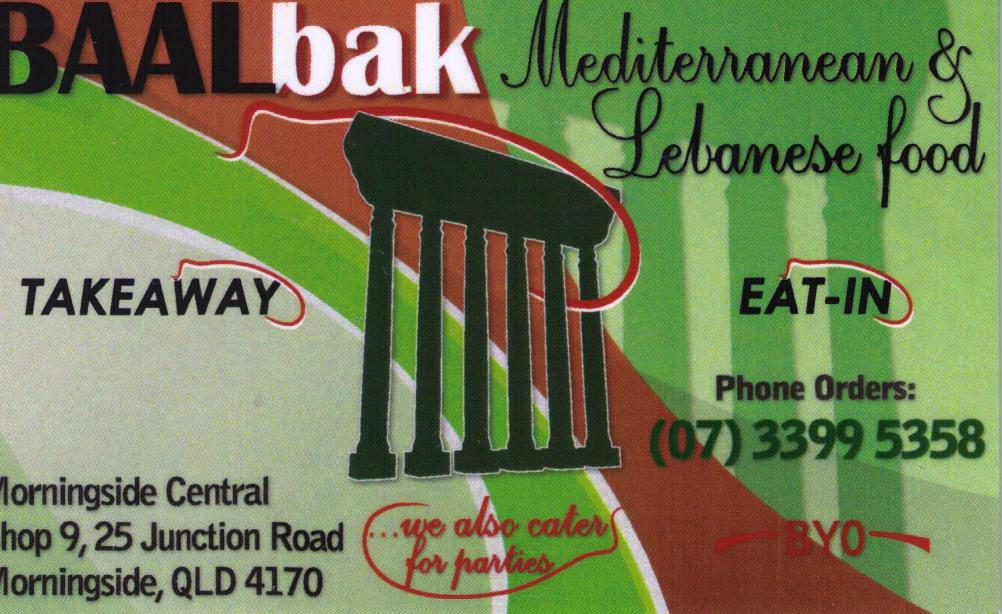 BAALbak
Mediterranean &
Lebanese food
TAKEAWAY
EAT-IN
Phone Orders:
(07) 3399 5358
Morningside Central
Shop 9, 25 Junction Road
Morningside, QLD 4170
...we also cater
for parties
BYO